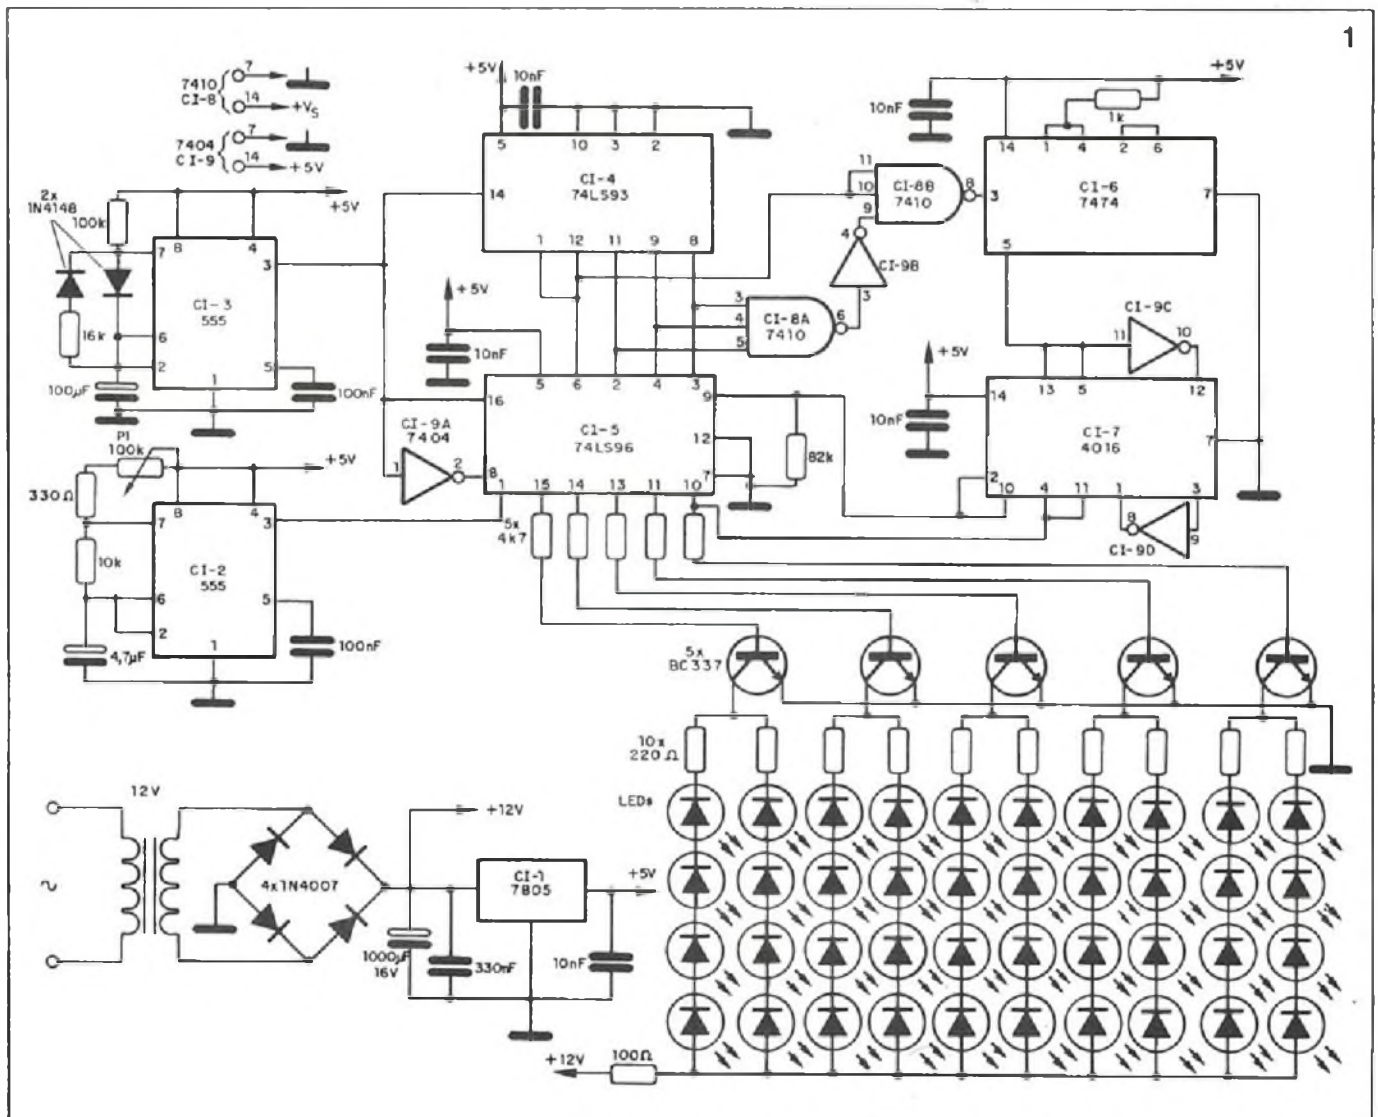 1
7410
CI-8
7
14
+VS
7404
CI-9
7
14
+5V
2x
1N4148
100k
+5V
8
4
7
3
CI-3
555
6
16k
2
5
1
100µF
100nF
P1
100k
+5V
330Ω
8
4
7
3
10k
CI-2
555
6
5
2
1
4,7µF
100nF
+5V
10nF
5
10
3
2
CI-4
74LS93
14
1
12
11
9
8
+5V
10nF
5
6
2
4
3
16
9
CI-5
74LS96
12
7
8
1
15
14
13
11
10
CI-9A
7404
1
2
82k
5x
4k7
3
4
5
CI-8A
7410
6
11
10
9
CI-8B
7410
8
4
CI-9B
3
+5V
10nF
1k
14
1
4
2
6
3
CI-6
7474
7
5
CI-9C
11
10
+5V
10nF
13
5
12
14
CI-7
4016
7
2
10
4
11
1
3
8
9
CI-9D
5x
BC337
10x
220Ω
LEDs
12V
+12V
4x1N4007
CI-1
7805
+5V
1000µF
16V
330nF
10nF
+12V
100Ω